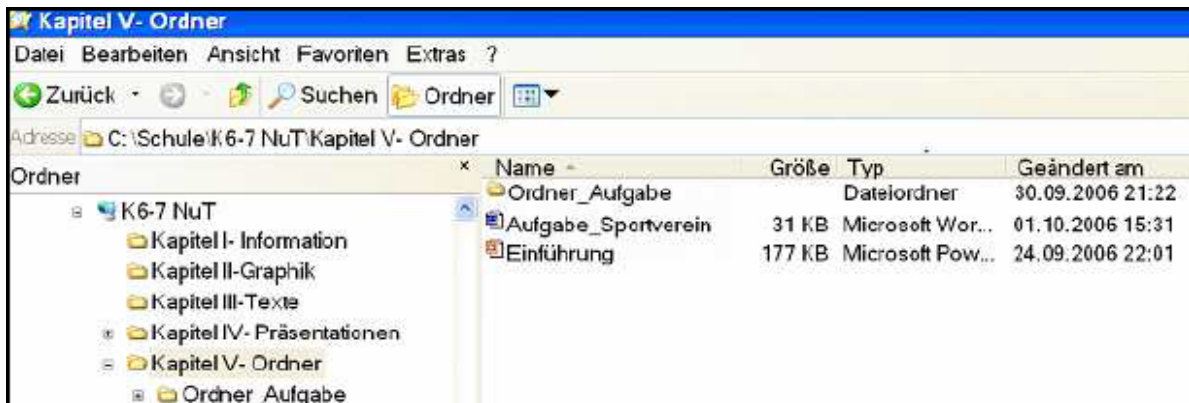 Kapitel V- Ordner
Datei Bearbeiten Ansicht Favoriten Extras ?
Zurück Suchen Ordner
Adresse C:\Schule\K6-7 NuT\Kapitel V- Ordner
Ordner x
K6-7 NuT
Kapitel I- Information
Kapitel II-Graphik
Kapitel III-Texte
Kapitel IV- Präsentationen
Kapitel V- Ordner
Ordner_Aufgabe
Name Größe Typ Geändert am
Ordner_Aufgabe Dateiordner 30.09.2006 21:22
Aufgabe_Sportverein 31 KB Microsoft Wor... 01.10.2006 15:31
Einführung 177 KB Microsoft Pow... 24.09.2006 22:01